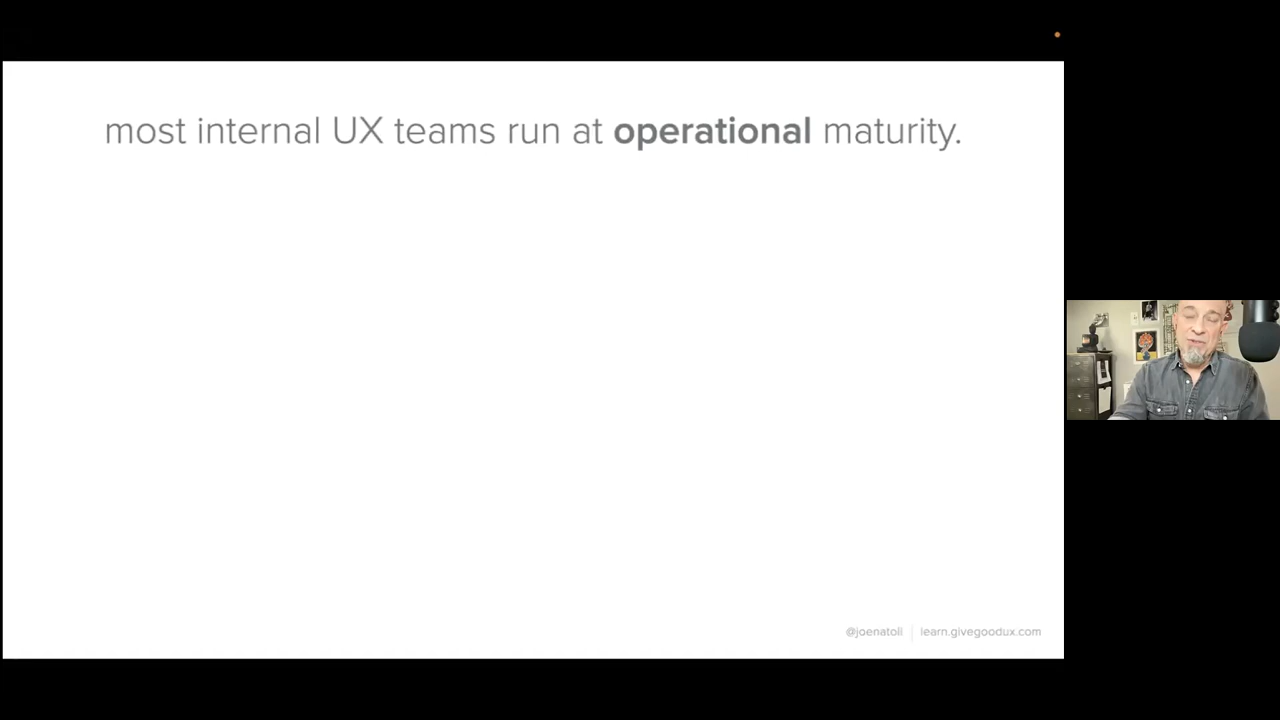 most internal UX teams run at operational maturity.
@joenatoli
learn.givegoodux.com